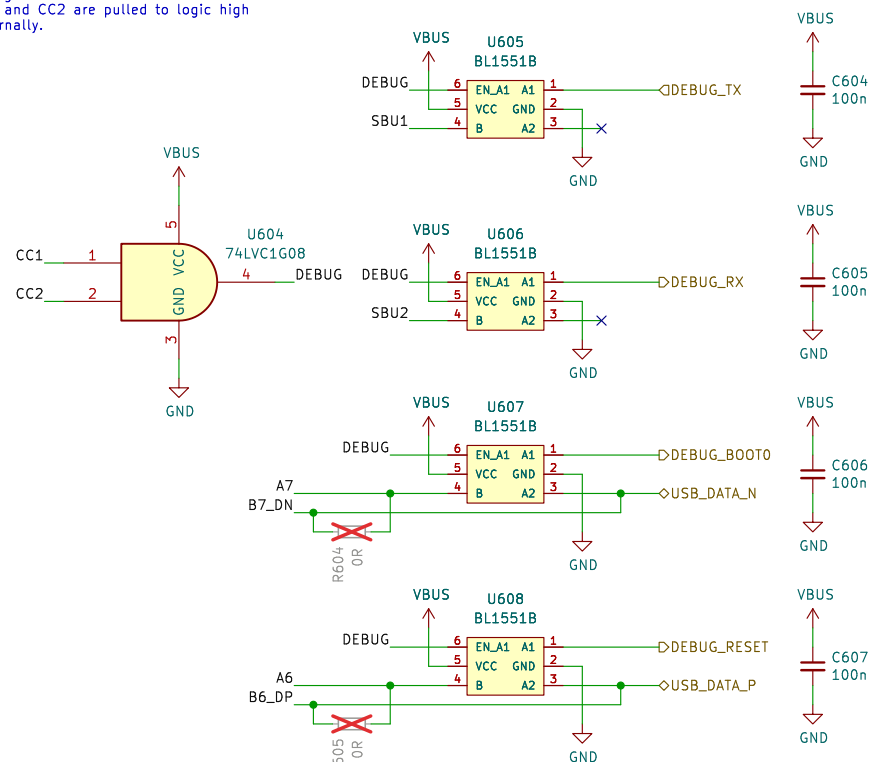 and CC2 are pulled to logic high
VBUS
U605
BL1551B
DEBUG
6
EN_A1
A1
1
DEBUG_TX
5
VCC
GND
2
SBU1
4
B
A2
3
GND
VBUS
C604
100n
GND
VBUS
5
U604
74LVC1G08
CC1
1
VCC
4
DEBUG
CC2
2
GND
3
GND
VBUS
U606
BL1551B
DEBUG
6
EN_A1
A1
1
DEBUG_RX
5
VCC
GND
2
SBU2
4
B
A2
3
GND
VBUS
C605
100n
GND
VBUS
U607
BL1551B
DEBUG
6
EN_A1
A1
1
DEBUG_BOOT0
5
VCC
GND
2
A7
4
B
A2
3
USB_DATA_N
B7_DN
R604
0R
GND
VBUS
C606
100n
GND
VBUS
U608
BL1551B
DEBUG
6
EN_A1
A1
1
DEBUG_RESET
5
VCC
GND
2
A6
4
B
A2
3
USB_DATA_P
B6_DP
605
0R
GND
VBUS
C607
100n
GND